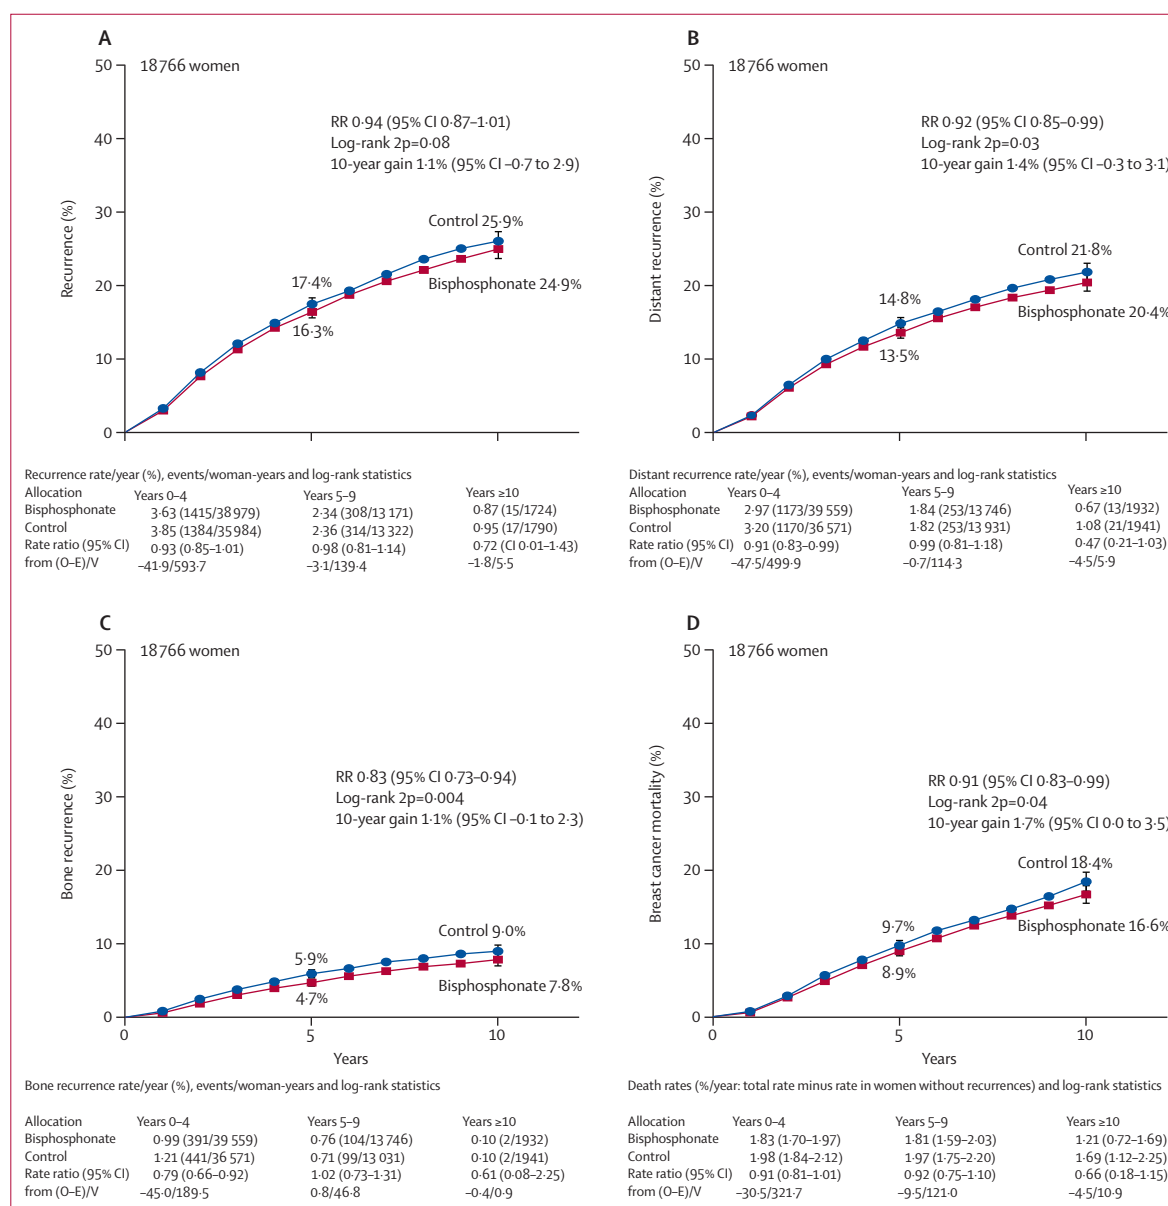 A
18 766 women
RR 0·94 (95% CI 0·87–1·01)
Log-rank 2p=0·08
10-year gain 1·1% (95% CI –0·7 to 2·9)
Recurrence (%)
50
40
30
20
10
0
Control 25·9%
17·4%
Bisphosphonate 24·9%
16·3%
Recurrence rate/year (%), events/woman-years and log-rank statistics
Allocation Years 0–4 Years 5–9 Years ≥10
Bisphosphonate 3·63 (1415/38 979) 2·34 (308/13 171) 0·87 (15/1724)
Control 3·85 (1384/35 984) 2·36 (314/13 322) 0·95 (17/1790)
Rate ratio (95% CI) 0·93 (0·85–1·01) 0·98 (0·81–1·14) 0·72 (CI 0·01–1·43)
from (O–E)/V –41·9/593·7 –3·1/139·4 –1·8/5·5
B
18 766 women
RR 0·92 (95% CI 0·85–0·99)
Log-rank 2p=0·03
10-year gain 1·4% (95% CI –0·3 to 3·1)
Distant recurrence (%)
50
40
30
20
10
0
Control 21·8%
14·8%
Bisphosphonate 20·4%
13·5%
Distant recurrence rate/year (%), events/woman-years and log-rank statistics
Allocation Years 0–4 Years 5–9 Years ≥10
Bisphosphonate 2·97 (1173/39 559) 1·84 (253/13 746) 0·67 (13/1932)
Control 3·20 (1170/36 571) 1·82 (253/13 931) 1·08 (21/1941)
Rate ratio (95% CI) 0·91 (0·83–0·99) 0·99 (0·81–1·18) 0·47 (0·21–1·03)
from (O–E)/V –47·5/499·9 –0·7/114·3 –4·5/5·9
C
18 766 women
RR 0·83 (95% CI 0·73–0·94)
Log-rank 2p=0·004
10-year gain 1·1% (95% CI –0·1 to 2·3)
Bone recurrence (%)
50
40
30
20
10
0
Control 9·0%
5·9%
Bisphosphonate 7·8%
4·7%
0 5 10
Years
Bone recurrence rate/year (%), events/woman-years and log-rank statistics
Allocation Years 0–4 Years 5–9 Years ≥10
Bisphosphonate 0·99 (391/39 559) 0·76 (104/13 746) 0·10 (2/1932)
Control 1·21 (441/36 571) 0·71 (99/13 031) 0·10 (2/1941)
Rate ratio (95% CI) 0·79 (0·66–0·92) 1·02 (0·73–1·31) 0·61 (0·08–2·25)
from (O–E)/V –45·0/189·5 0·8/46·8 –0·4/0·9
D
18 766 women
RR 0·91 (95% CI 0·83–0·99)
Log-rank 2p=0·04
10-year gain 1·7% (95% CI 0·0 to 3·5)
Breast cancer mortality (%)
50
40
30
20
10
0
Control 18·4%
9·7%
Bisphosphonate 16·6%
8·9%
0 5 10
Years
Death rates (%/year: total rate minus rate in women without recurrences) and log-rank statistics
Allocation Years 0–4 Years 5–9 Years ≥10
Bisphosphonate 1·83 (1·70–1·97) 1·81 (1·59–2·03) 1·21 (0·72–1·69)
Control 1·98 (1·84–2·12) 1·97 (1·75–2·20) 1·69 (1·12–2·25)
Rate ratio (95% CI) 0·91 (0·81–1·01) 0·92 (0·75–1·10) 0·66 (0·18–1·15)
from (O–E)/V –30·5/321·7 –9·5/121·0 –4·5/10·9